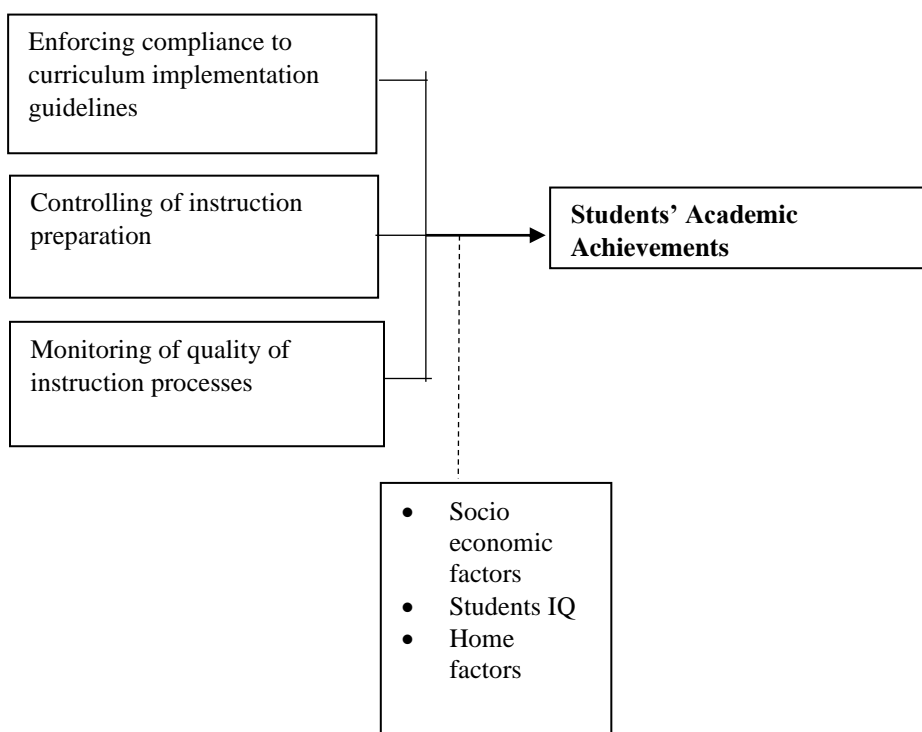 Enforcing compliance to
curriculum implementation
guidelines
Controlling of instruction
preparation
Students’ Academic
Achievements
Monitoring of quality of
instruction processes
• Socio
economic
factors
• Students IQ
• Home
factors